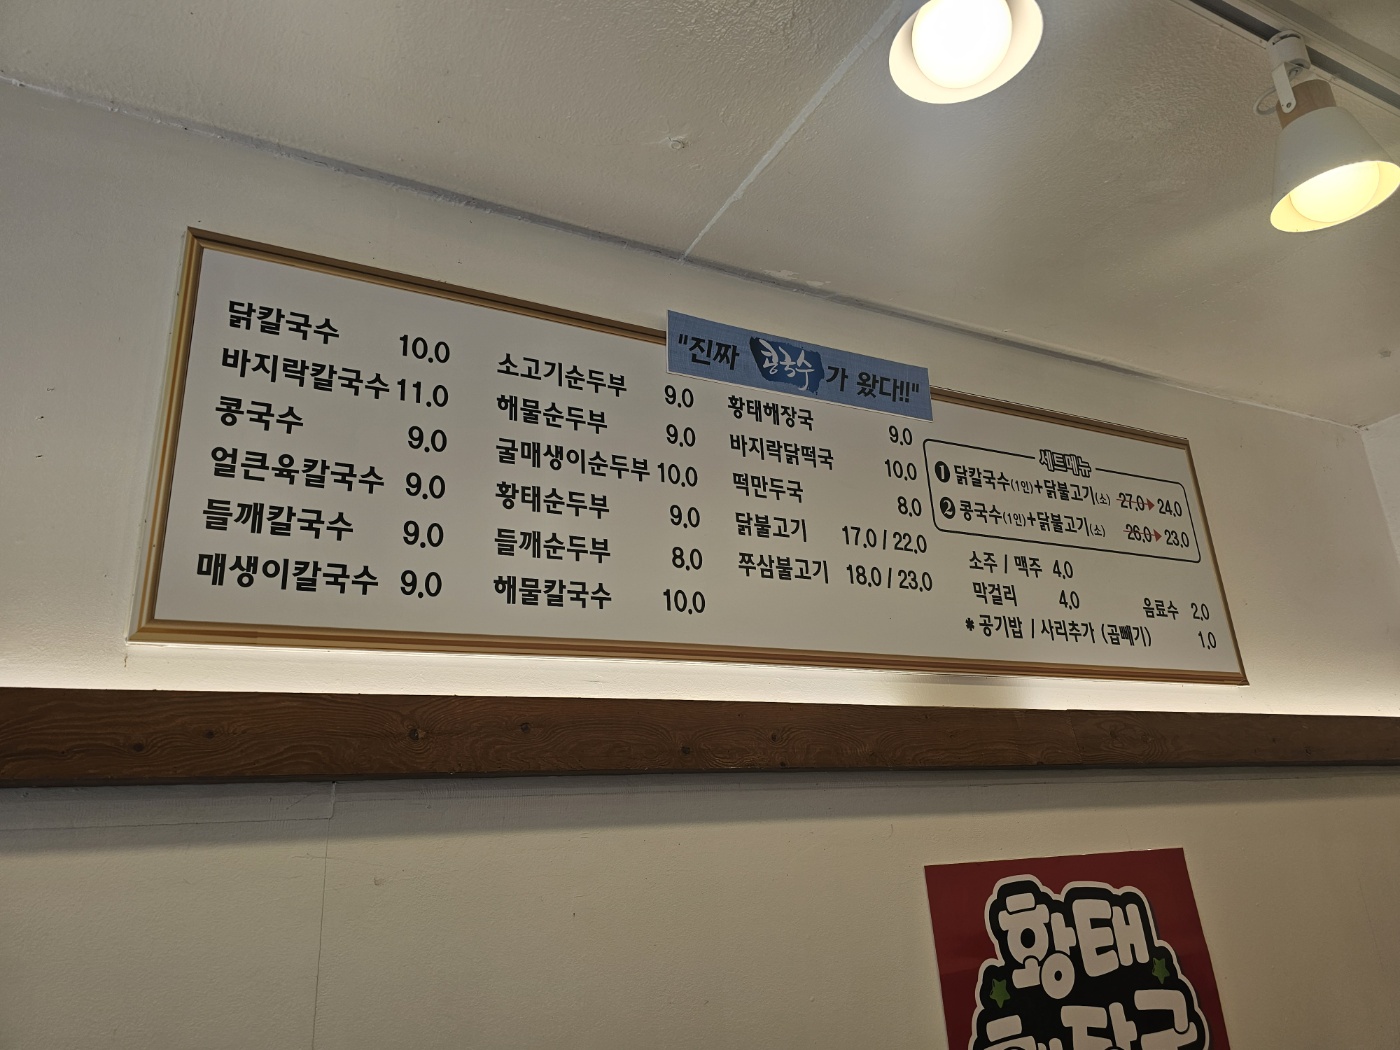 닭칼국수 10.0
바지락칼국수 11.0
콩국수 9.0
얼큰육칼국수 9.0
들깨칼국수 9.0
매생이칼국수 9.0
소고기순두부 9.0
해물순두부 9.0
굴매생이순두부 10.0
황태순두부 9.0
들깨순두부 8.0
해물칼국수 10.0
"진짜 콩국수가 왔다!!"
황태해장국 9.0
바지락닭떡국 10.0
떡만두국 8.0
닭불고기 17.0 / 22.0
쭈삼불고기 18.0 / 23.0
세트메뉴
❶ 닭칼국수(1인)+닭불고기(소) 27.0▶24.0
❷ 콩국수(1인)+닭불고기(소) 26.0▶23.0
소주 / 맥주 4.0
막걸리 4.0 음료수 2.0
* 공기밥 / 사리추가 (곱빼기) 1.0
황태
해장국